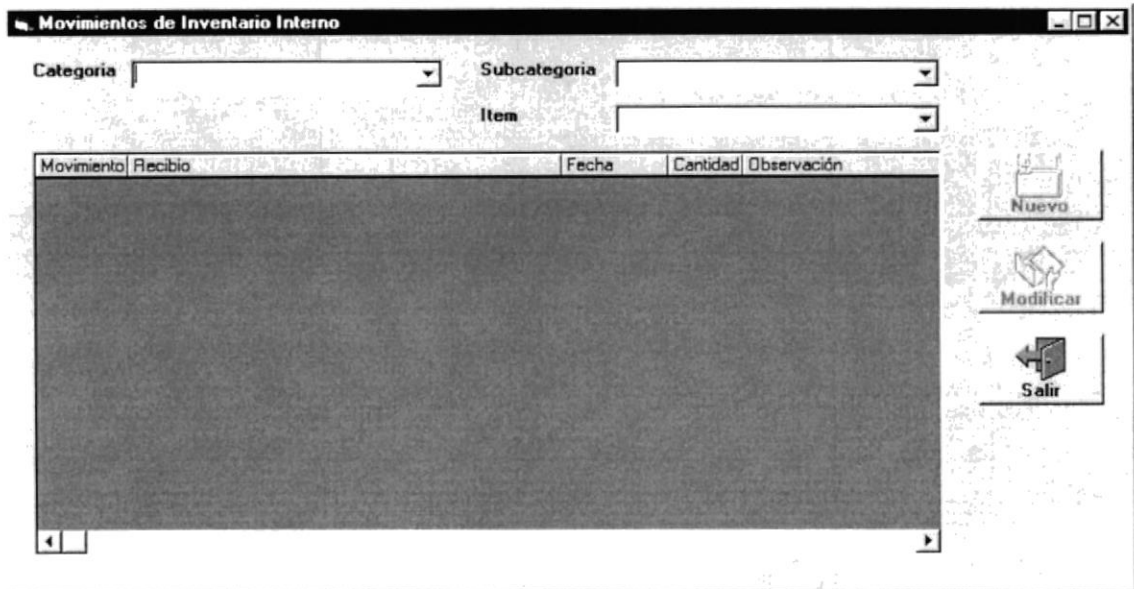 Movimientos de Inventario Interno
Categoria
Subcategoria
Item
Movimiento Recibio Fecha Cantidad Observación
Nuevo
Modificar
Salir